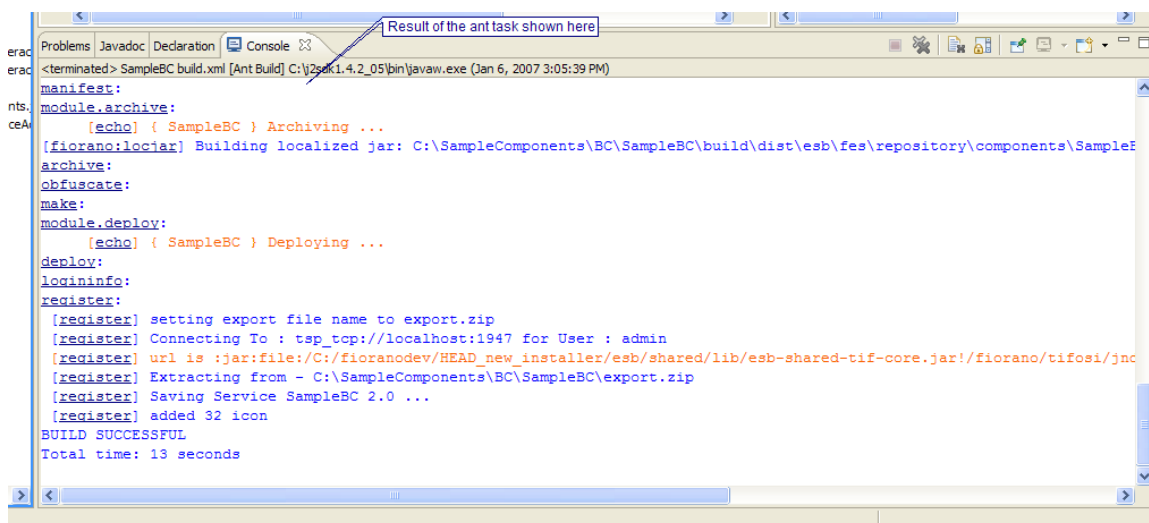 Result of the ant task shown here
Problems Javadoc Declaration Console
<terminated> SampleBC build.xml [Ant Build] C:\j2sdk1.4.2_05\bin\javaw.exe (Jan 6, 2007 3:05:39 PM)
manifest:
module.archive:
[echo] { SampleBC } Archiving ...
[fiorano:locjar] Building localized jar: C:\SampleComponents\BC\SampleBC\build\dist\esb\fes\repository\components\Sample
archive:
obfuscate:
make:
module.deploy:
[echo] { SampleBC } Deploying ...
deploy:
logininfo:
register:
[register] setting export file name to export.zip
[register] Connecting To : tsp_tcp://localhost:1947 for User : admin
[register] url is :jar:file:/C:/fioranodev/HEAD_new_installer/esb/shared/lib/esb-shared-tif-core.jar!/fiorano/tifosi/jn
[register] Extracting from - C:\SampleComponents\BC\SampleBC\export.zip
[register] Saving Service SampleBC 2.0 ...
[register] added 32 icon
BUILD SUCCESSFUL
Total time: 13 seconds